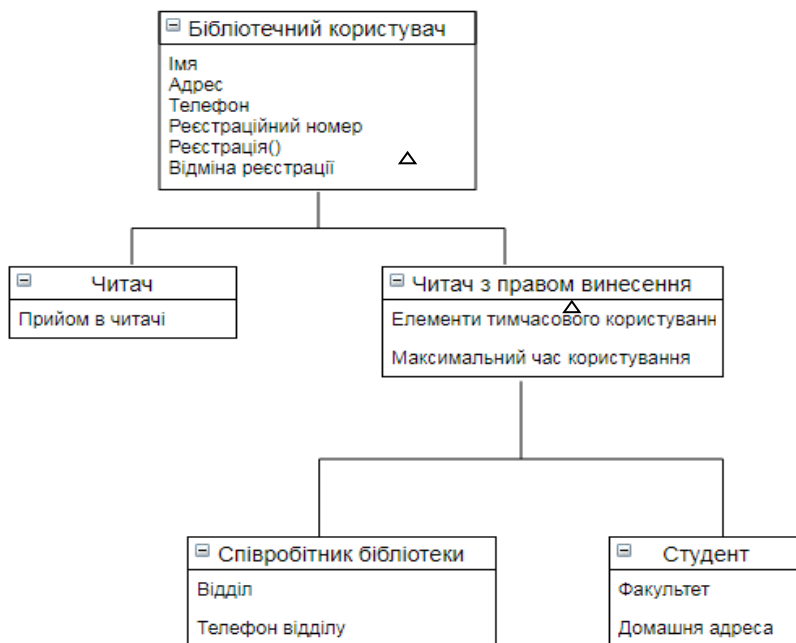 Бібліотечний користувач
Імя
Адрес
Телефон
Реєстраційний номер
Реєстрація()
Відміна реєстрації
Читач
Прийом в читачі
Читач з правом винесення
Елементи тимчасового користуванн
Максимальний час користування
Співробітник бібліотеки
Відділ
Телефон відділу
Студент
Факультет
Домашня адреса